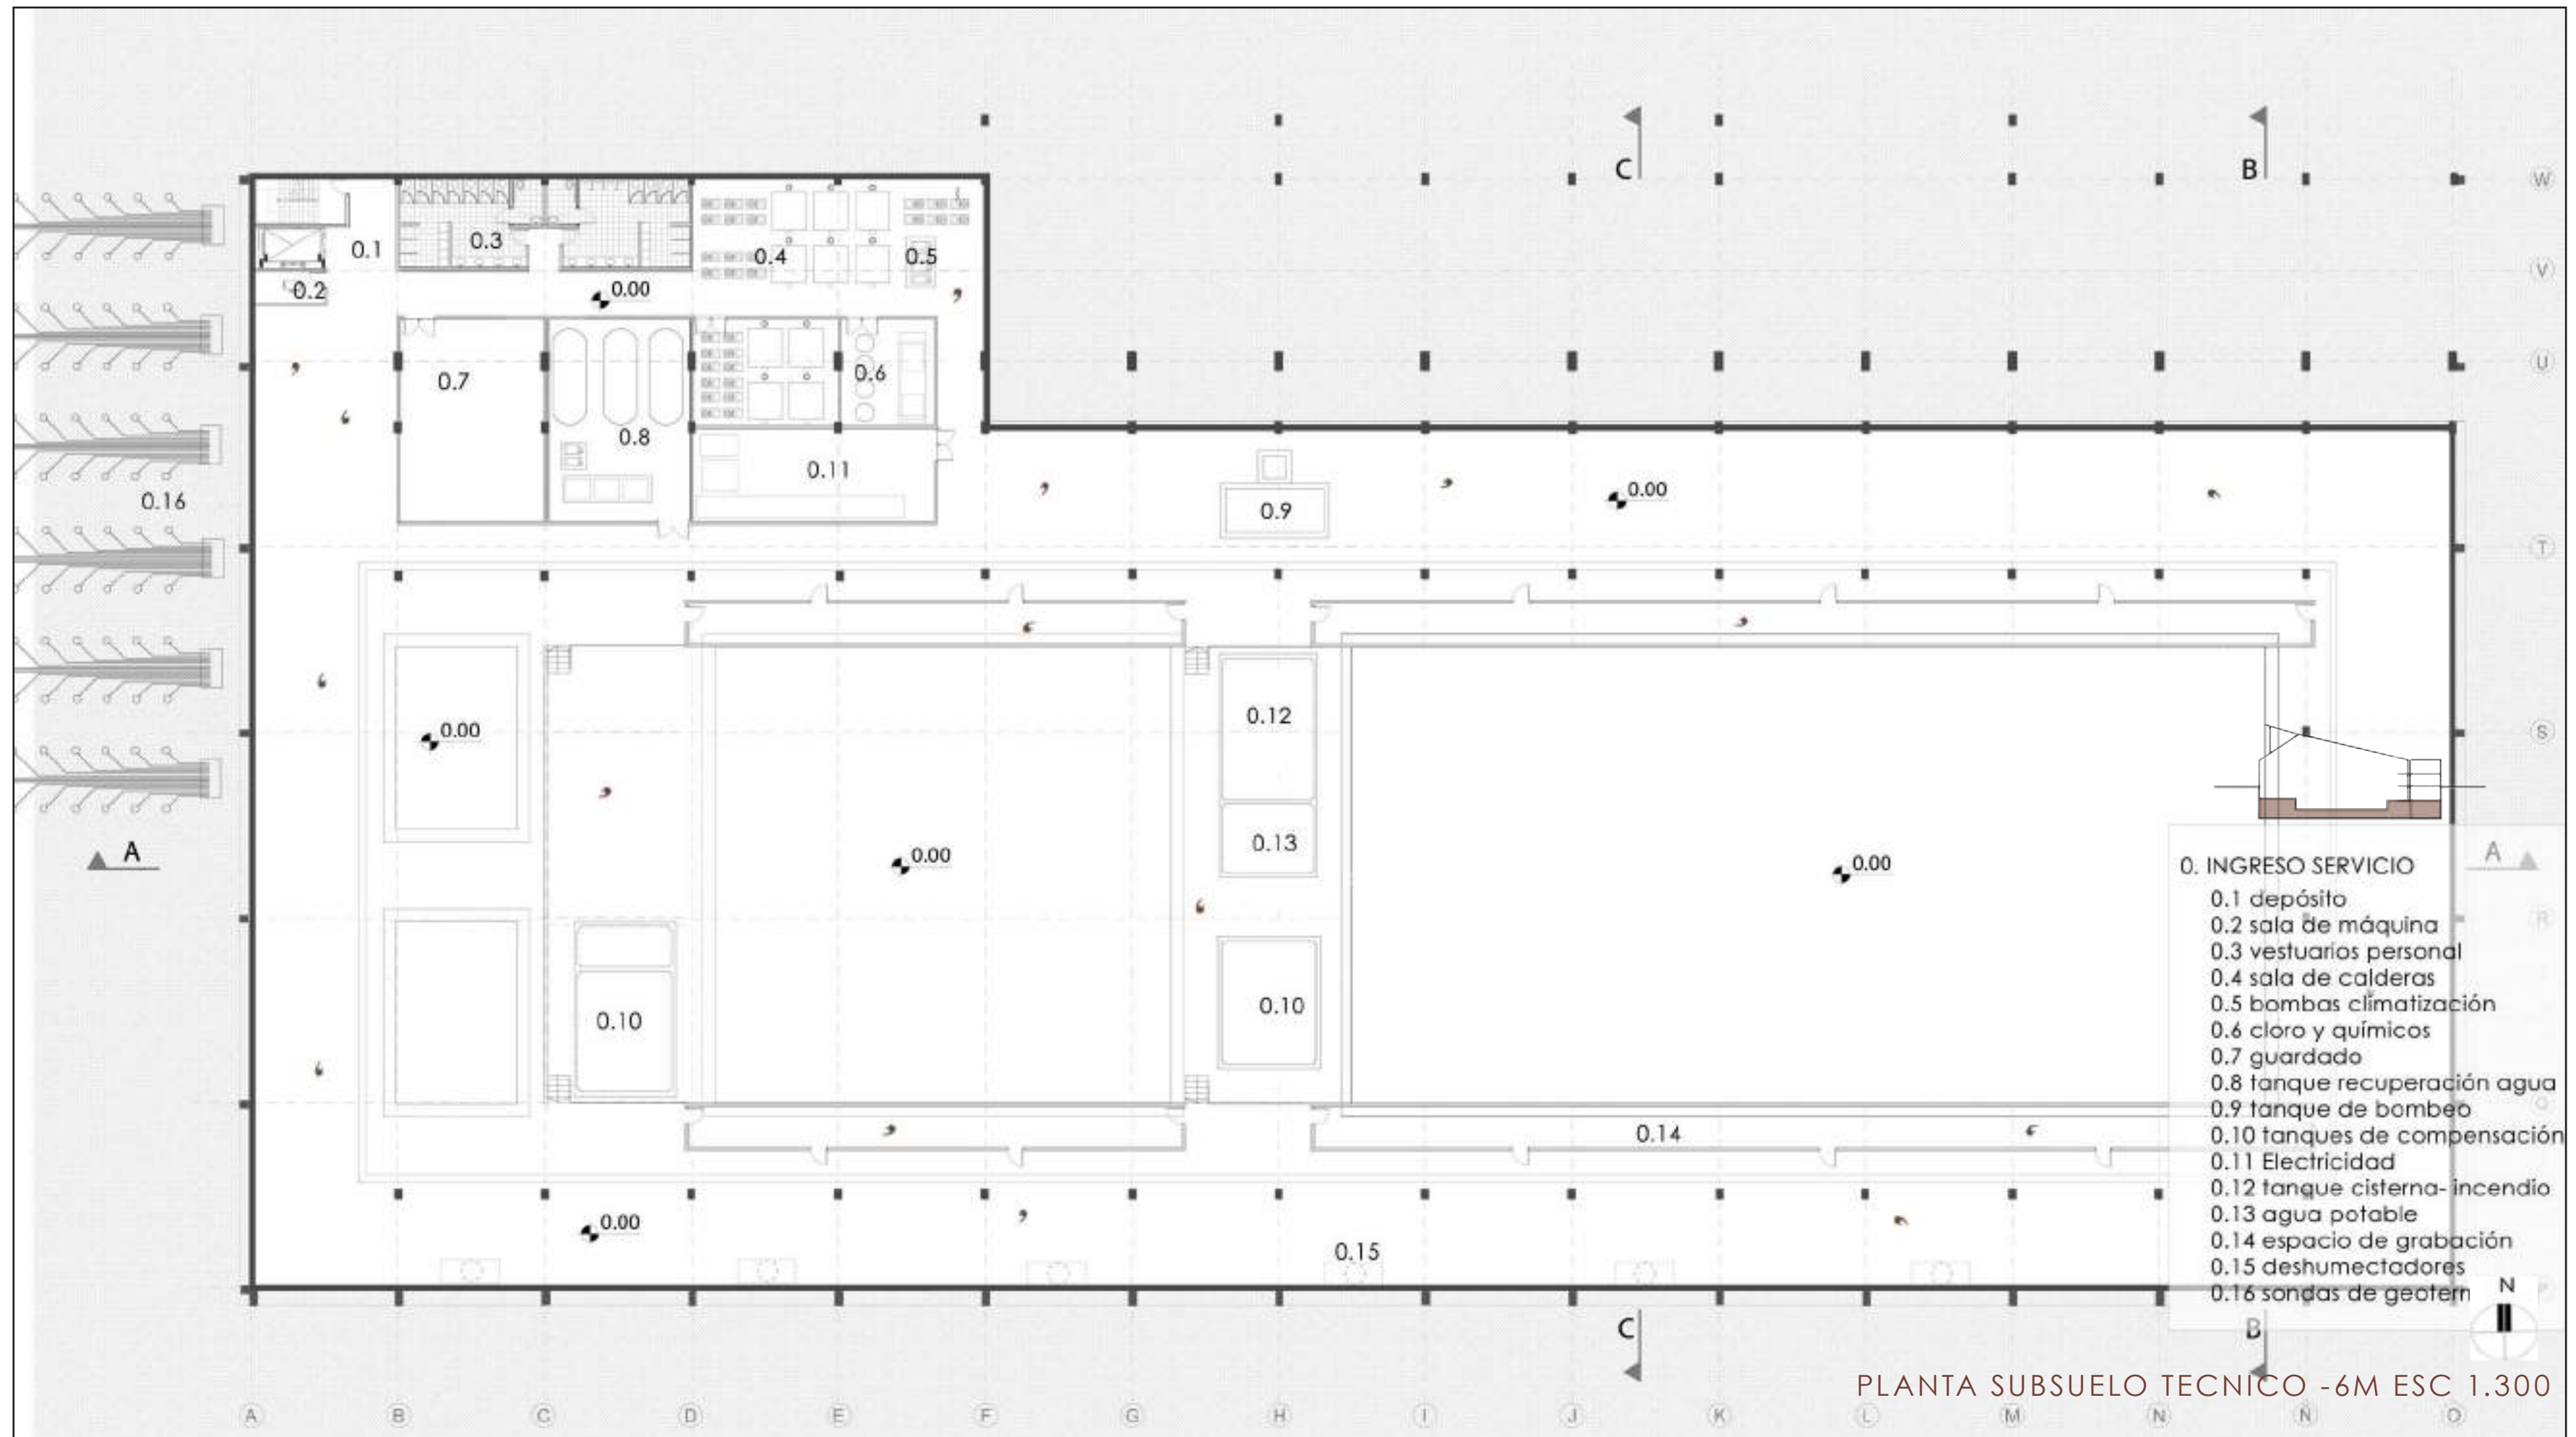 C
B
W
0.1
0.3
0.4
0.5
V
0.2
0.00
U
0.7
0.6
0.8
0.11
0.16
0.9
0.00
T
0.12
0.00
S
0.13
A
0.00
0.00
A
0. INGRESO SERVICIO
0.1 depósito
0.2 sala de máquina
0.3 vestuarios personal
0.4 sala de calderas
0.5 bombas climatización
0.6 cloro y químicos
0.7 guardado
0.8 tanque recuperación agua
0.9 tanque de bombeo
0.10 tanques de compensación
0.11 Electricidad
0.12 tanque cisterna-incendio
0.13 agua potable
0.14 espacio de grabación
0.15 deshumectadores
0.16 sondas de geoterm
R
0.10
0.10
Q
0.14
0.00
0.15
P
N
C
B
PLANTA SUBSUELO TECNICO -6M ESC 1.300
A B C D E F G H I J K L M N Ñ O